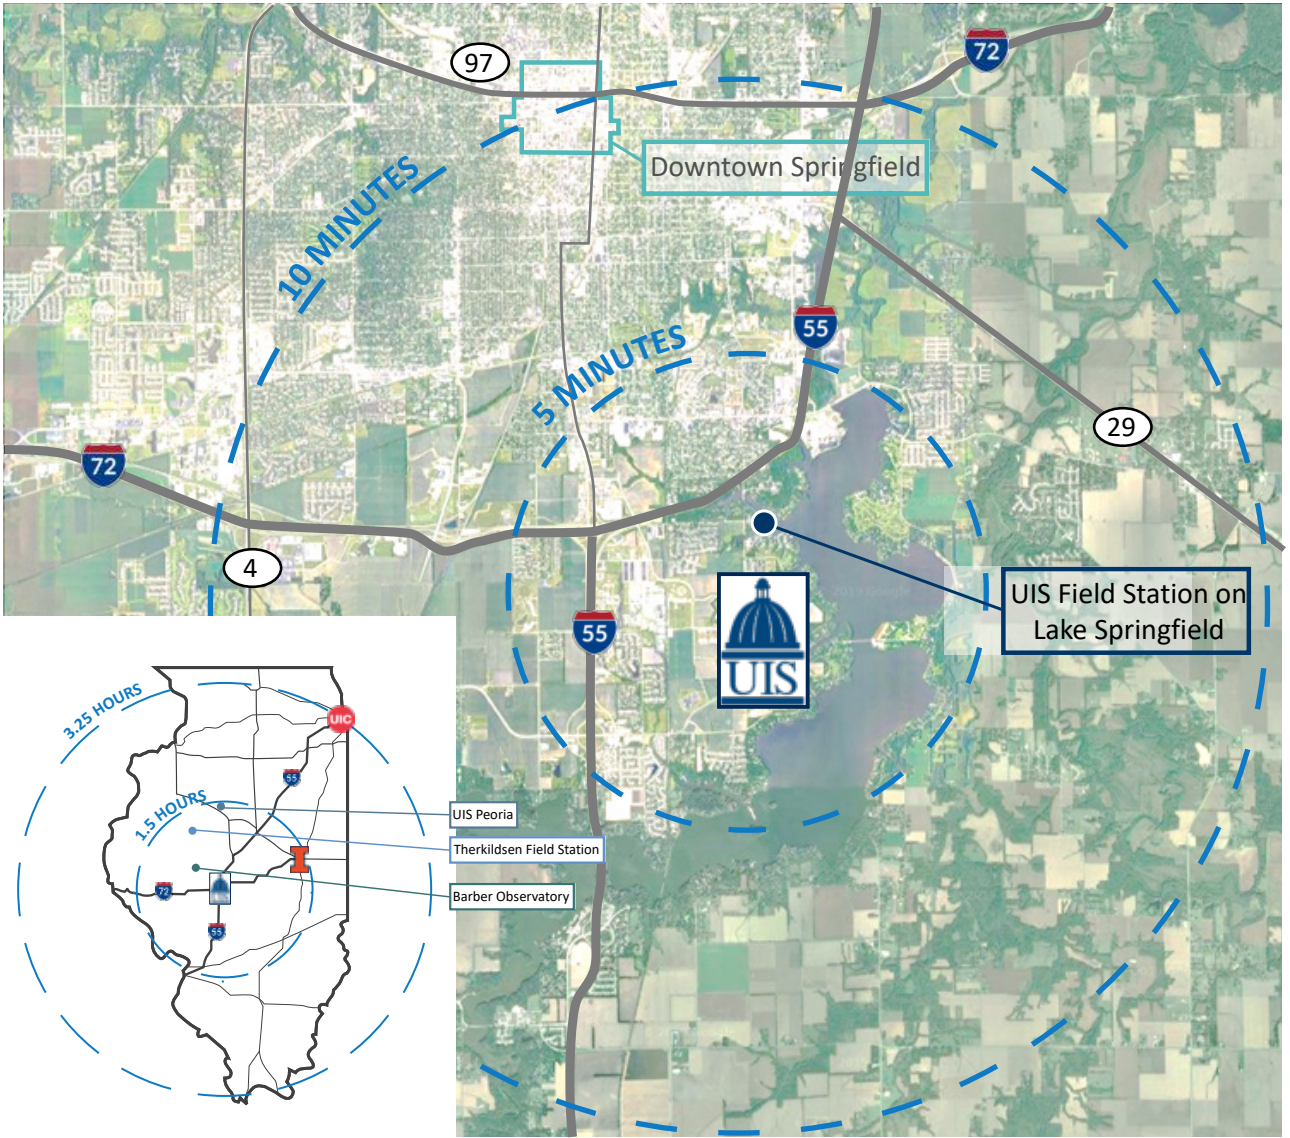 97
72
Downtown Springfield
10 MINUTES
55
5 MINUTES
29
72
4
UIS Field Station on
Lake Springfield
55
UIS
3.25 HOURS
UIC
55
1.5 HOURS
UIS Peoria
Therkildsen Field Station
I
Barber Observatory
72
55